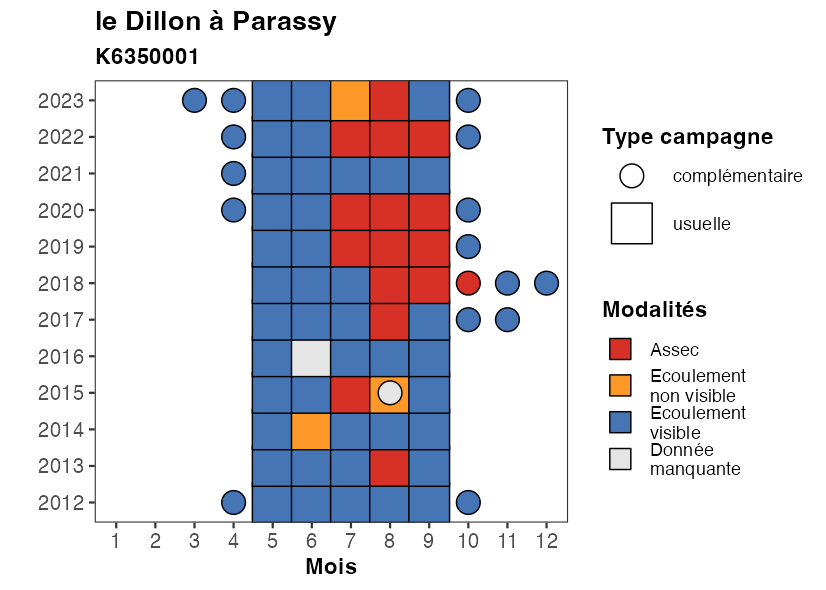 le Dillon à Parassy
K6350001
2023
2022
2021
2020
2019
2018
2017
2016
2015
2014
2013
2012
1 2 3 4 5 6 7 8 9 10 11 12
Mois
Type campagne
complémentaire
usuelle
Modalités
Assec
Ecoulement
non visible
Ecoulement
visible
Donnée
manquante